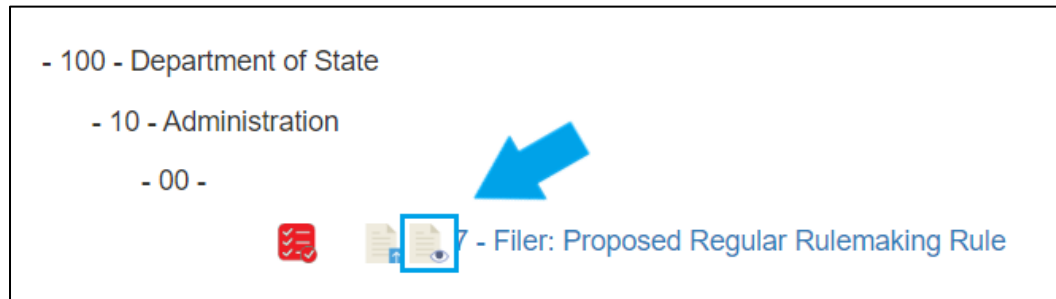 - 100 - Department of State
- 10 - Administration
- 00 -
7 - Filer: Proposed Regular Rulemaking Rule